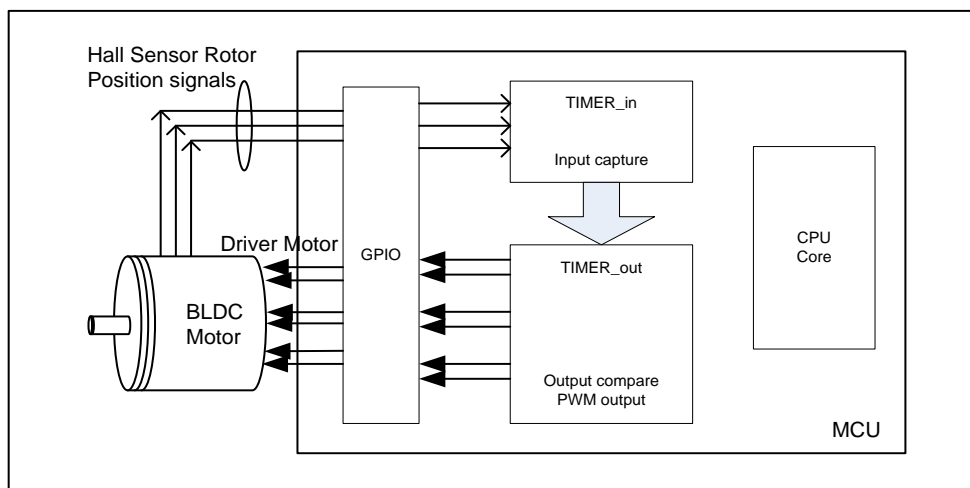 Hall Sensor Rotor
Position signals
TIMER_in
Input capture
CPU
Core
Driver Motor
GPIO
TIMER_out
BLDC
Motor
Output compare
PWM output
MCU